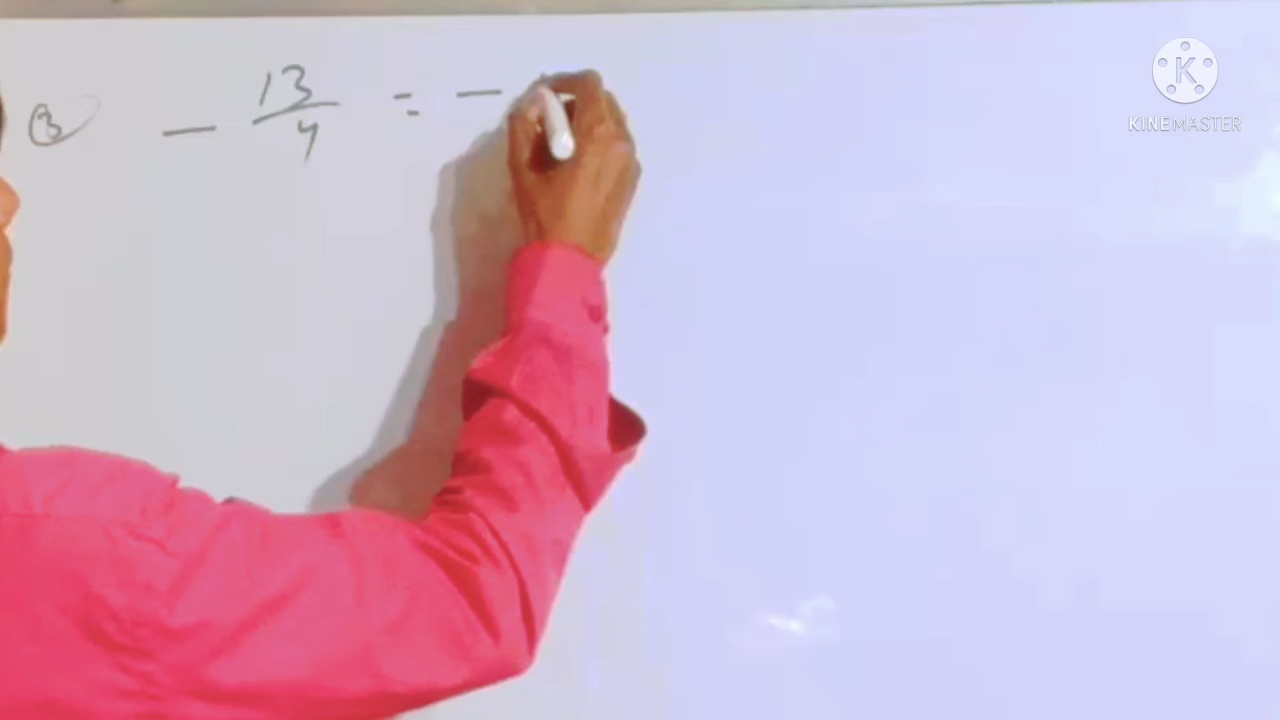 ③ - 13/4 = -
K
KINEMASTER